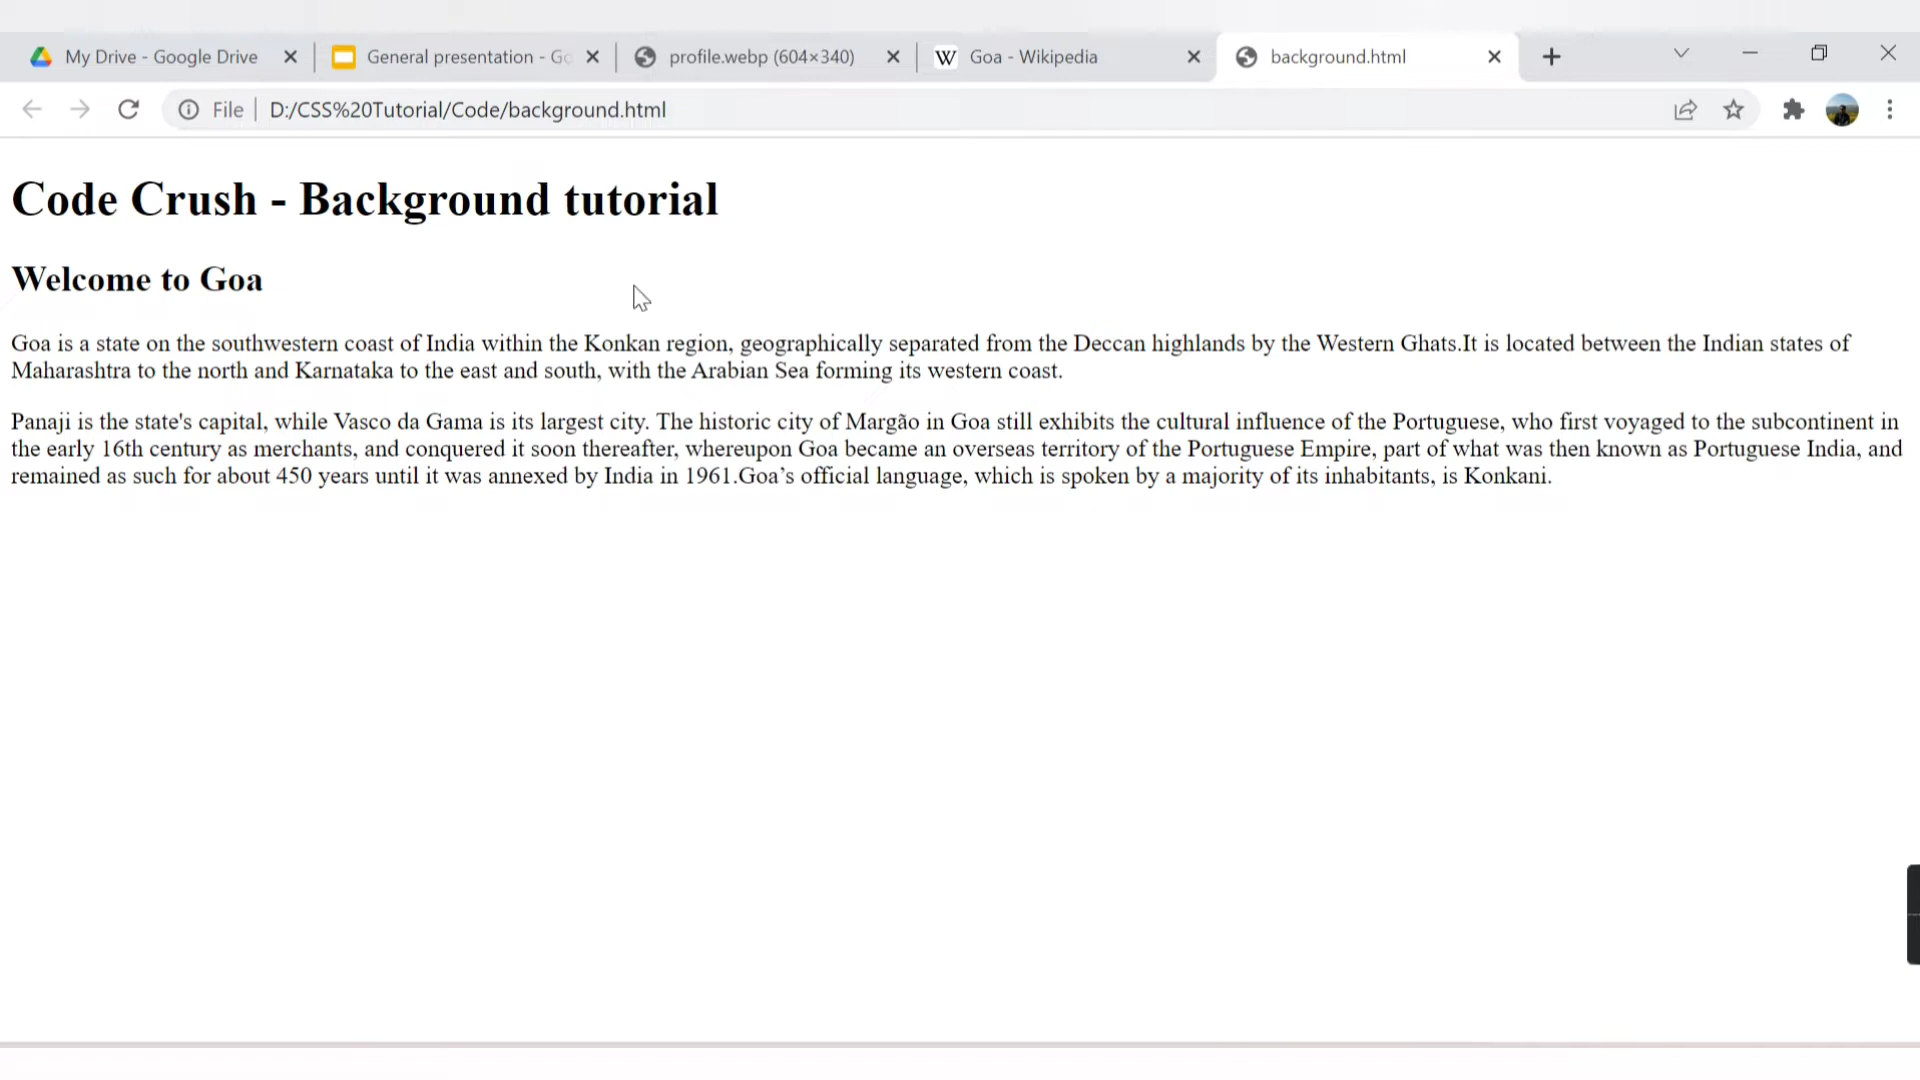 My Drive - Google Drive
General presentation - Go
profile.webp (604×340)
W Goa - Wikipedia
background.html
File D:/CSS%20Tutorial/Code/background.html
Code Crush - Background tutorial
Welcome to Goa
Goa is a state on the southwestern coast of India within the Konkan region, geographically separated from the Deccan highlands by the Western Ghats.It is located between the Indian states of
Maharashtra to the north and Karnataka to the east and south, with the Arabian Sea forming its western coast.
Panaji is the state's capital, while Vasco da Gama is its largest city. The historic city of Margão in Goa still exhibits the cultural influence of the Portuguese, who first voyaged to the subcontinent in
the early 16th century as merchants, and conquered it soon thereafter, whereupon Goa became an overseas territory of the Portuguese Empire, part of what was then known as Portuguese India, and
remained as such for about 450 years until it was annexed by India in 1961.Goa’s official language, which is spoken by a majority of its inhabitants, is Konkani.